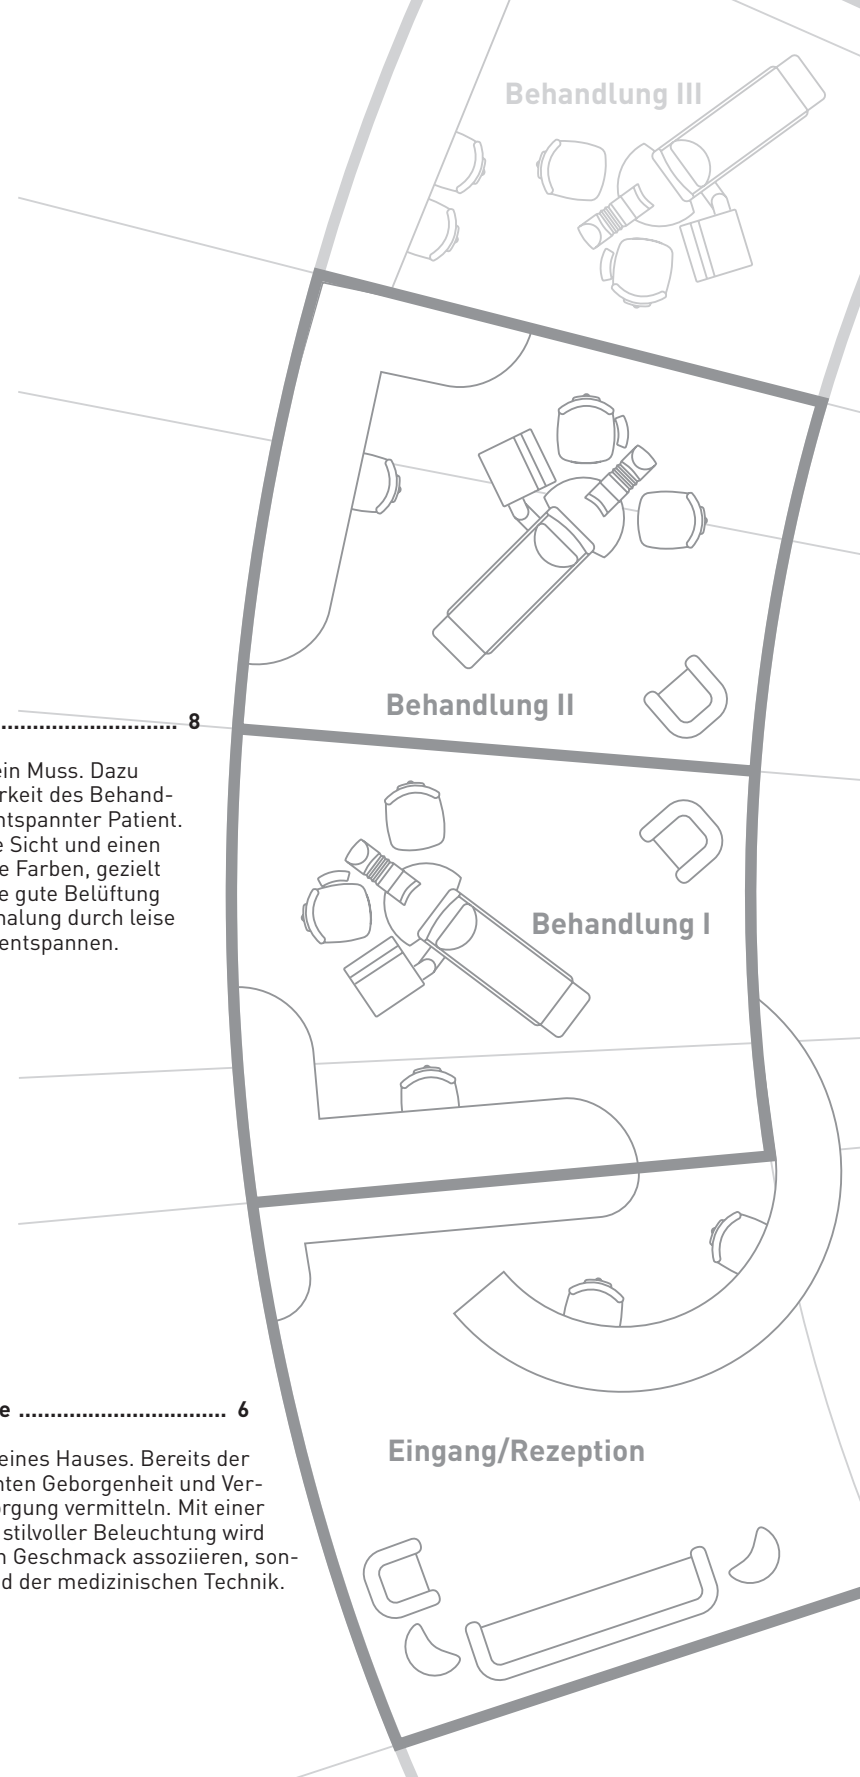 Behandlung III
Behandlung II
............................ 8
ein Muss. Dazu
rkeit des Behand-
ntspannter Patient.
e Sicht und einen
e Farben, gezielt
e gute Belüftung
halung durch leise
entspannen.
Behandlung I
e ................................. 6
eines Hauses. Bereits der
nten Geborgenheit und Ver-
orgung vermitteln. Mit einer
stilvoller Beleuchtung wird
n Geschmack assoziieren, son-
d der medizinischen Technik.
Eingang/Rezeption